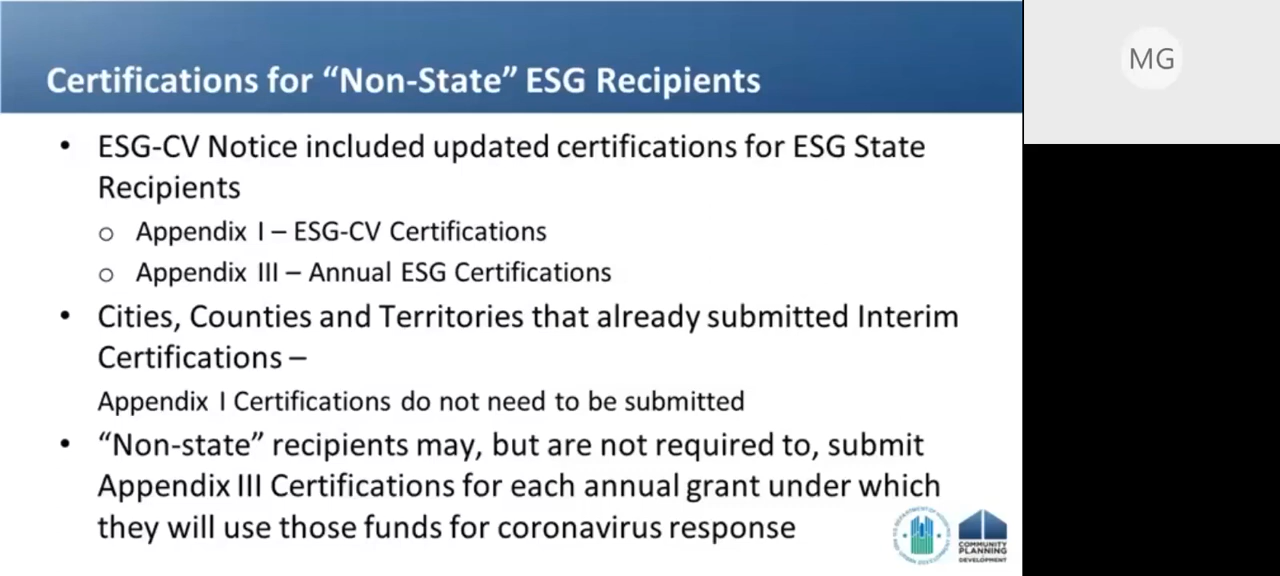 Certifications for “Non-State” ESG Recipients
MG
• ESG-CV Notice included updated certifications for ESG State
Recipients
o Appendix I – ESG-CV Certifications
o Appendix III – Annual ESG Certifications
• Cities, Counties and Territories that already submitted Interim
Certifications –
Appendix I Certifications do not need to be submitted
• “Non-state” recipients may, but are not required to, submit
Appendix III Certifications for each annual grant under which
they will use those funds for coronavirus response
COMMUNITY
PLANNING
DEVELOPMENT